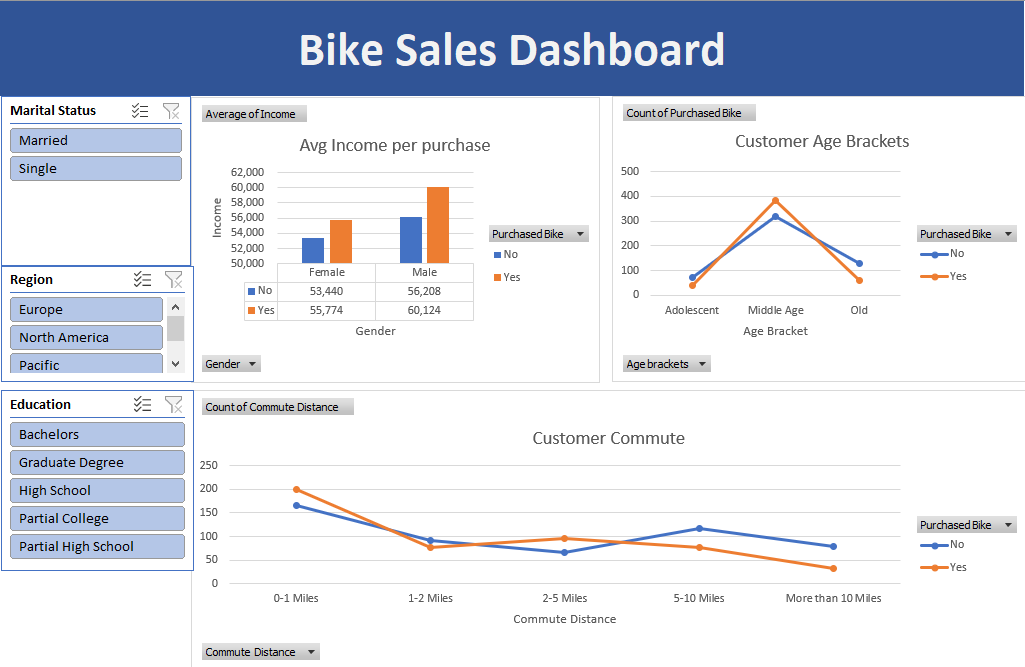 Bike Sales Dashboard
Marital Status
Married
Single
Region
Europe
North America
Pacific
Education
Bachelors
Graduate Degree
High School
Partial College
Partial High School
Average of Income
Avg Income per purchase
62,000
60,000
58,000
56,000
54,000
52,000
50,000
Income
Female Male
No 53,440 56,208
Yes 55,774 60,124
Gender
Purchased Bike
No
Yes
Gender
Count of Purchased Bike
Customer Age Brackets
500
400
300
200
100
0
Adolescent Middle Age Old
Age Bracket
Purchased Bike
No
Yes
Age brackets
Count of Commute Distance
Customer Commute
250
200
150
100
50
0
0-1 Miles 1-2 Miles 2-5 Miles 5-10 Miles More than 10 Miles
Commute Distance
Purchased Bike
No
Yes
Commute Distance